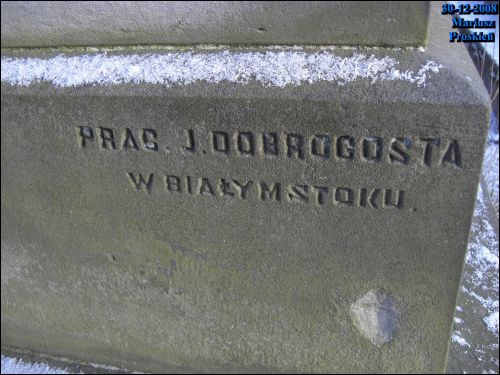 30-12-2008
Mariusz
Proskień
PRAC. J. DOBROGOSTA
W BIAŁYMSTOKU.